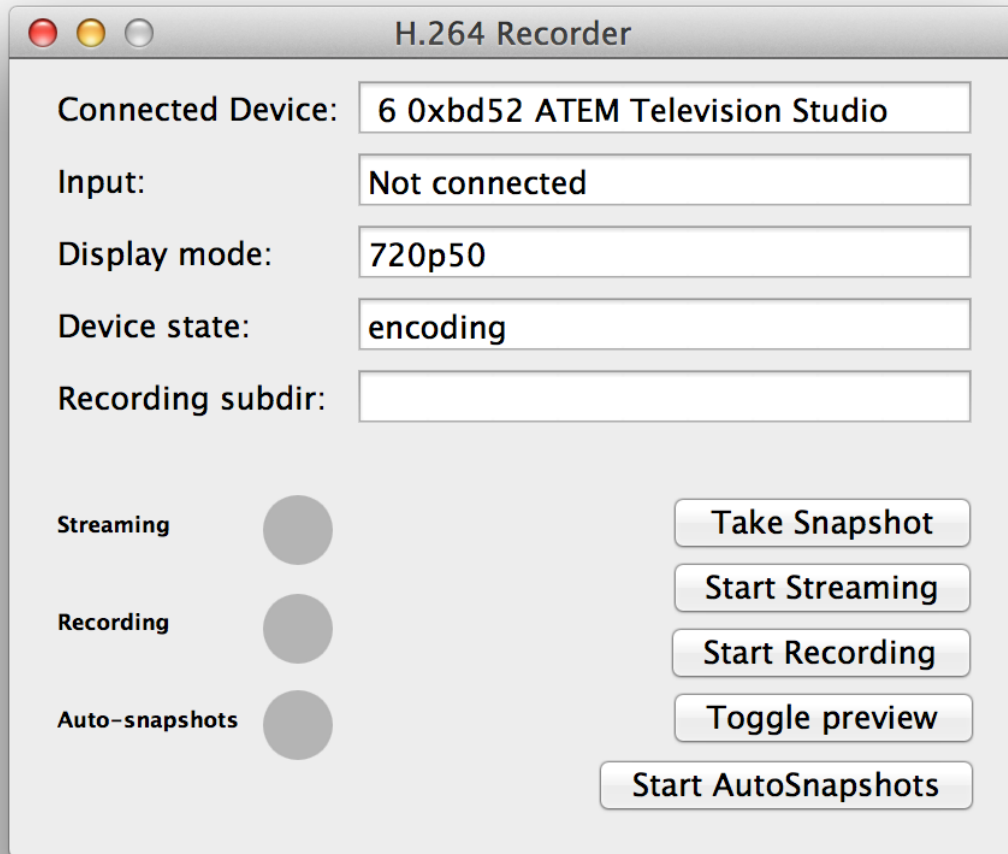 H.264 Recorder
Connected Device: 6 0xbd52 ATEM Television Studio
Input: Not connected
Display mode: 720p50
Device state: encoding
Recording subdir:
Streaming
Take Snapshot
Start Streaming
Recording
Start Recording
Auto-snapshots
Toggle preview
Start AutoSnapshots